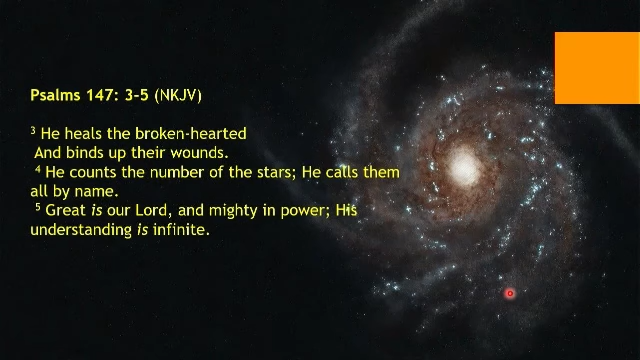 Psalms 147: 3-5 (NKJV)
³ He heals the broken-hearted
And binds up their wounds.
⁴ He counts the number of the stars; He calls them
all by name.
⁵ Great is our Lord, and mighty in power; His
understanding is infinite.